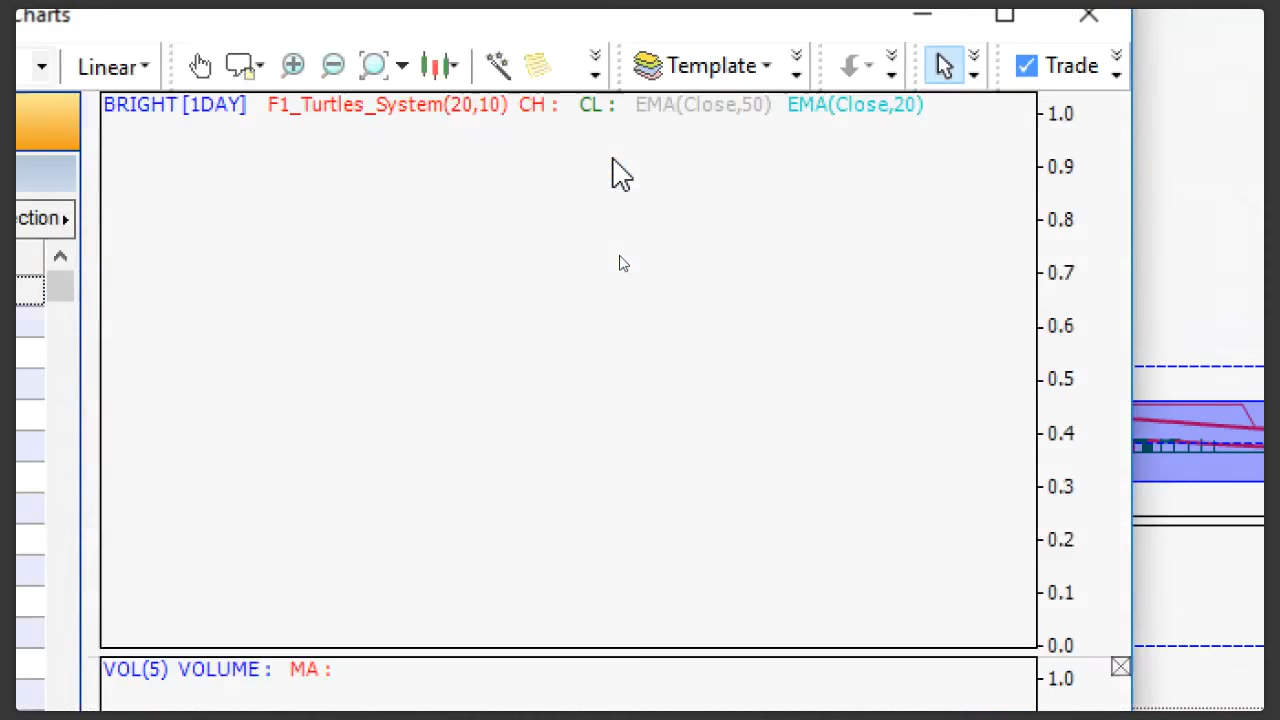 Charts
Linear Template Trade
BRIGHT [1DAY] F1_Turtles_System(20,10) CH : CL : EMA(Close,50) EMA(Close,20)
1.0
0.9
0.8
ection
0.7
0.6
0.5
0.4
0.3
0.2
0.1
0.0
VOL(5) VOLUME : MA :
1.0